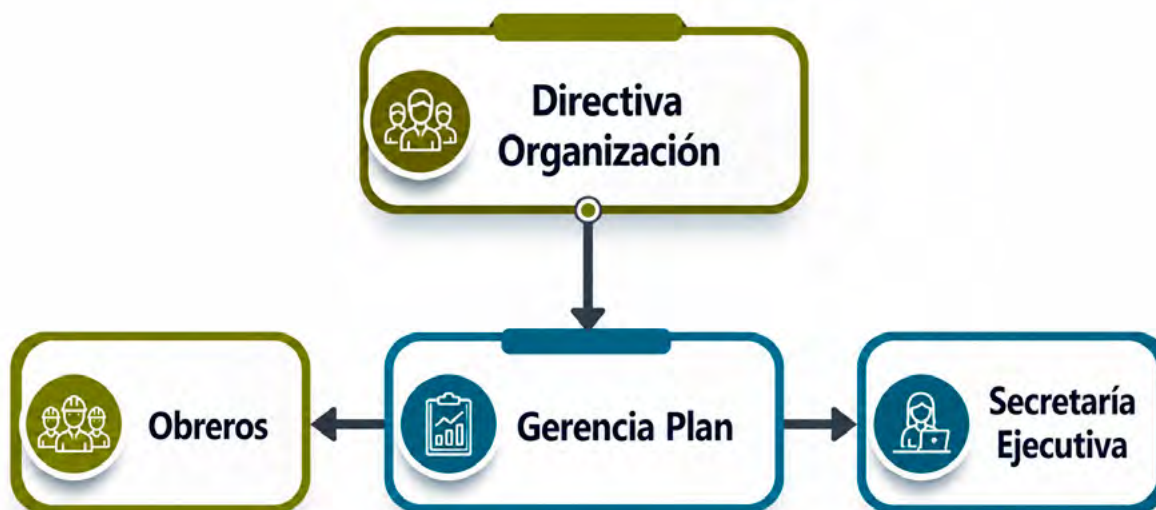 Directiva
Organización
Obreros
Gerencia Plan
Secretaría
Ejecutiva